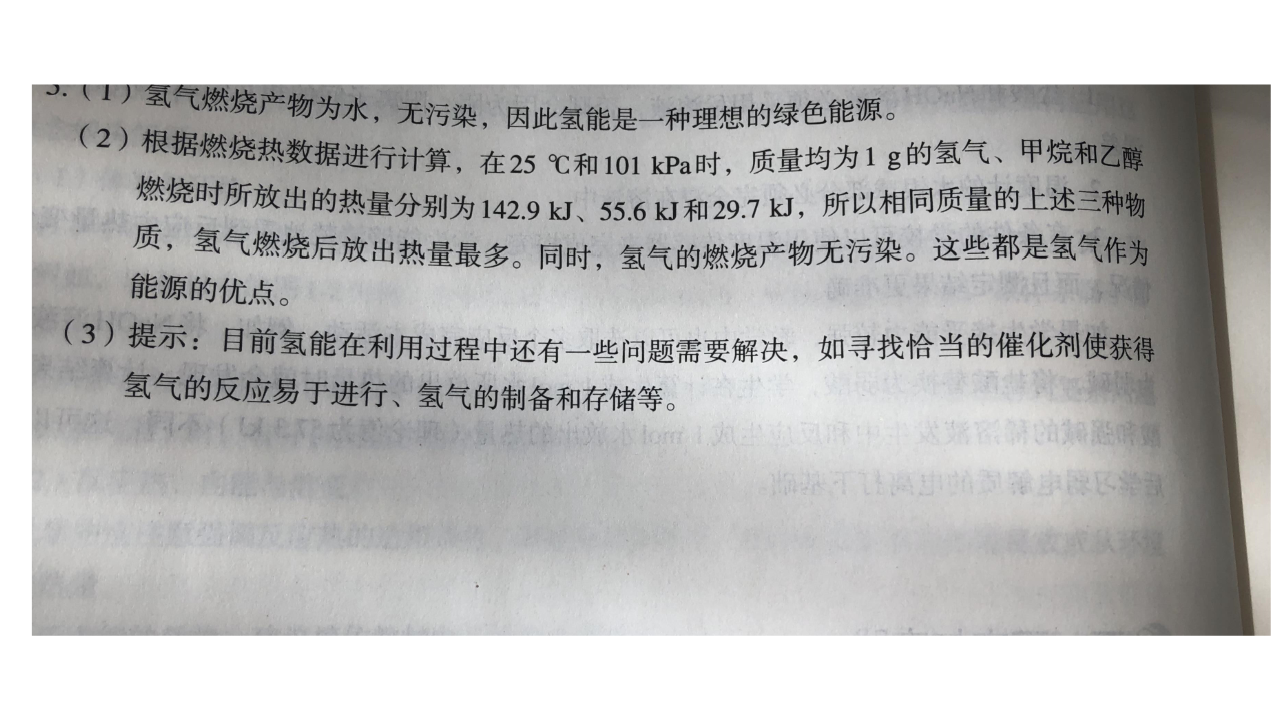 （1）氢气燃烧产物为水，无污染，因此氢能是一种理想的绿色能源。
（2）根据燃烧热数据进行计算，在25 ℃和101 kPa时，质量均为1 g的氢气、甲烷和乙醇
燃烧时所放出的热量分别为142.9 kJ、55.6 kJ和29.7 kJ，所以相同质量的上述三种物
质，氢气燃烧后放出热量最多。同时，氢气的燃烧产物无污染。这些都是氢气作为
能源的优点。
（3）提示：目前氢能在利用过程中还有一些问题需要解决，如寻找恰当的催化剂使获得
氢气的反应易于进行、氢气的制备和存储等。